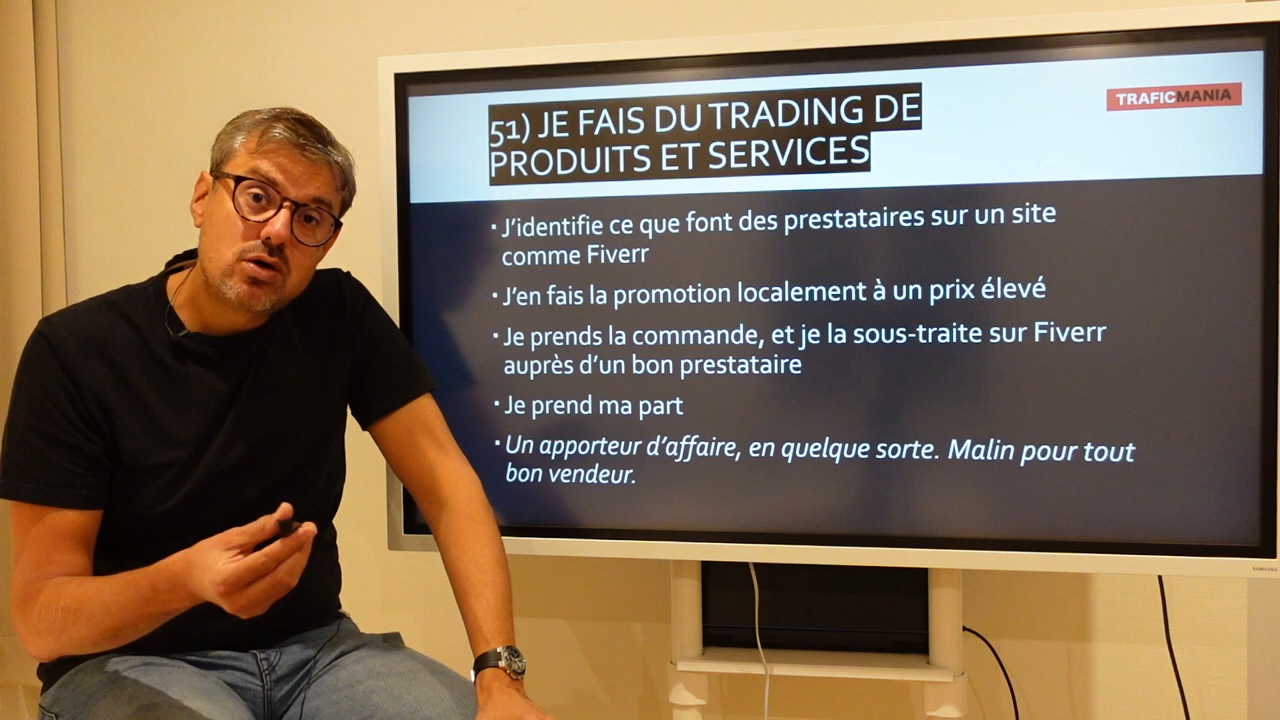 51) JE FAIS DU TRADING DE
PRODUITS ET SERVICES
TRAFICMANIA
· J'identifie ce que font des prestataires sur un site
comme Fiverr
· J'en fais la promotion localement à un prix élevé
· Je prends la commande, et je la sous-traite sur Fiverr
auprès d'un bon prestataire
· Je prend ma part
· Un apporteur d'affaire, en quelque sorte. Malin pour tout
bon vendeur.
SAMSUNG